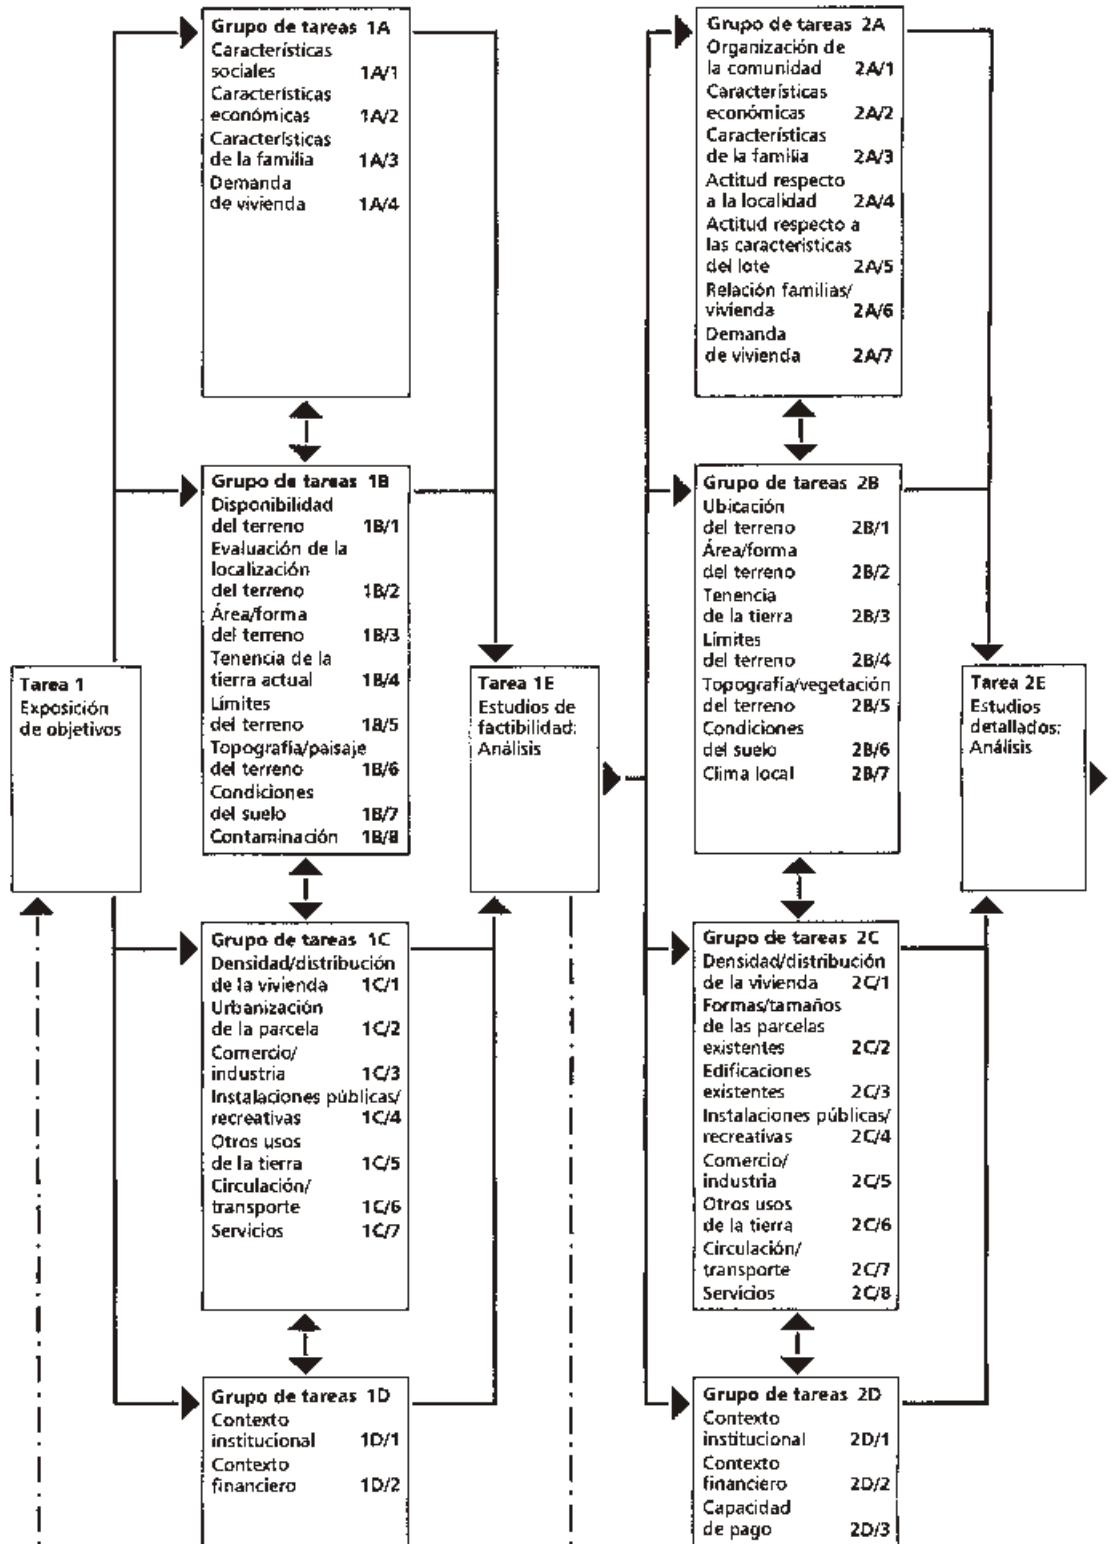 Tarea 1
Exposición
de objetivos
Grupo de tareas 1A
Características
sociales 1A/1
Características
económicas 1A/2
Características
de la familia 1A/3
Demanda
de vivienda 1A/4
Grupo de tareas 1B
Disponibilidad
del terreno 1B/1
Evaluación de la
localización
del terreno 1B/2
Área/forma
del terreno 1B/3
Tenencia de la
tierra actual 1B/4
Límites
del terreno 1B/5
Topografía/paisaje
del terreno 1B/6
Condiciones
del suelo 1B/7
Contaminación 1B/8
Grupo de tareas 1C
Densidad/distribución
de la vivienda 1C/1
Urbanización
de la parcela 1C/2
Comercio/
industria 1C/3
Instalaciones públicas/
recreativas 1C/4
Otros usos
de la tierra 1C/5
Circulación/
transporte 1C/6
Servicios 1C/7
Grupo de tareas 1D
Contexto
institucional 1D/1
Contexto
financiero 1D/2
Tarea 1E
Estudios de
factibilidad:
Análisis
Grupo de tareas 2A
Organización de
la comunidad 2A/1
Características
económicas 2A/2
Características
de la familia 2A/3
Actitud respecto
a la localidad 2A/4
Actitud respecto a
las características
del lote 2A/5
Relación familias/
vivienda 2A/6
Demanda
de vivienda 2A/7
Grupo de tareas 2B
Ubicación
del terreno 2B/1
Área/forma
del terreno 2B/2
Tenencia
de la tierra 2B/3
Límites
del terreno 2B/4
Topografía/vegetación
del terreno 2B/5
Condiciones
del suelo 2B/6
Clima local 2B/7
Grupo de tareas 2C
Densidad/distribución
de la vivienda 2C/1
Formas/tamaños
de las parcelas
existentes 2C/2
Edificaciones
existentes 2C/3
Instalaciones públicas/
recreativas 2C/4
Comercio/
industria 2C/5
Otros usos
de la tierra 2C/6
Circulación/
transporte 2C/7
Servicios 2C/8
Grupo de tareas 2D
Contexto
institucional 2D/1
Contexto
financiero 2D/2
Capacidad
de pago 2D/3
Tarea 2E
Estudios
detallados:
Análisis